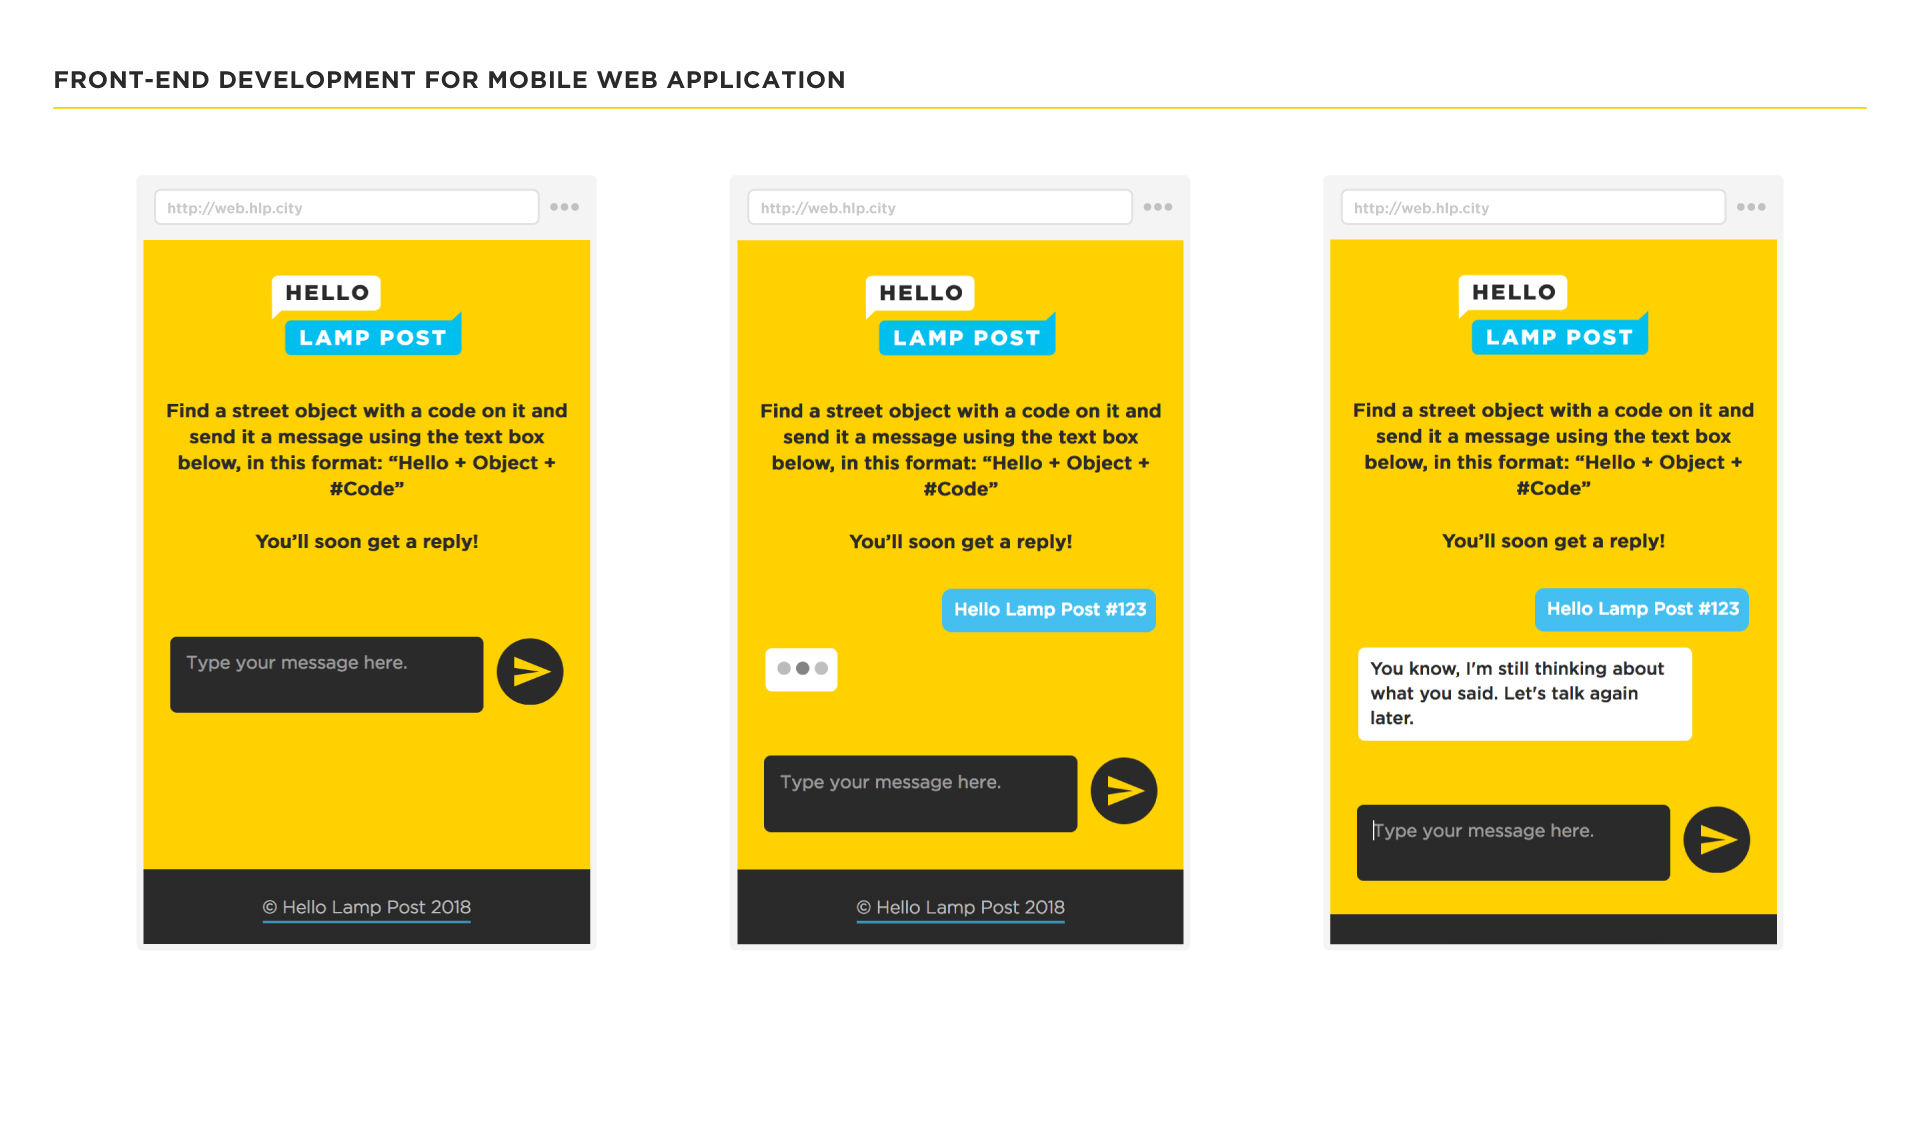 FRONT-END DEVELOPMENT FOR MOBILE WEB APPLICATION
http://web.hlp.city
HELLO
LAMP POST
Find a street object with a code on it and
send it a message using the text box
below, in this format: “Hello + Object +
#Code”
You’ll soon get a reply!
Type your message here.
© Hello Lamp Post 2018
http://web.hlp.city
HELLO
LAMP POST
Find a street object with a code on it and
send it a message using the text box
below, in this format: “Hello + Object +
#Code”
You’ll soon get a reply!
Hello Lamp Post #123
Type your message here.
© Hello Lamp Post 2018
http://web.hlp.city
HELLO
LAMP POST
Find a street object with a code on it and
send it a message using the text box
below, in this format: “Hello + Object +
#Code”
You’ll soon get a reply!
Hello Lamp Post #123
You know, I'm still thinking about
what you said. Let's talk again
later.
Type your message here.